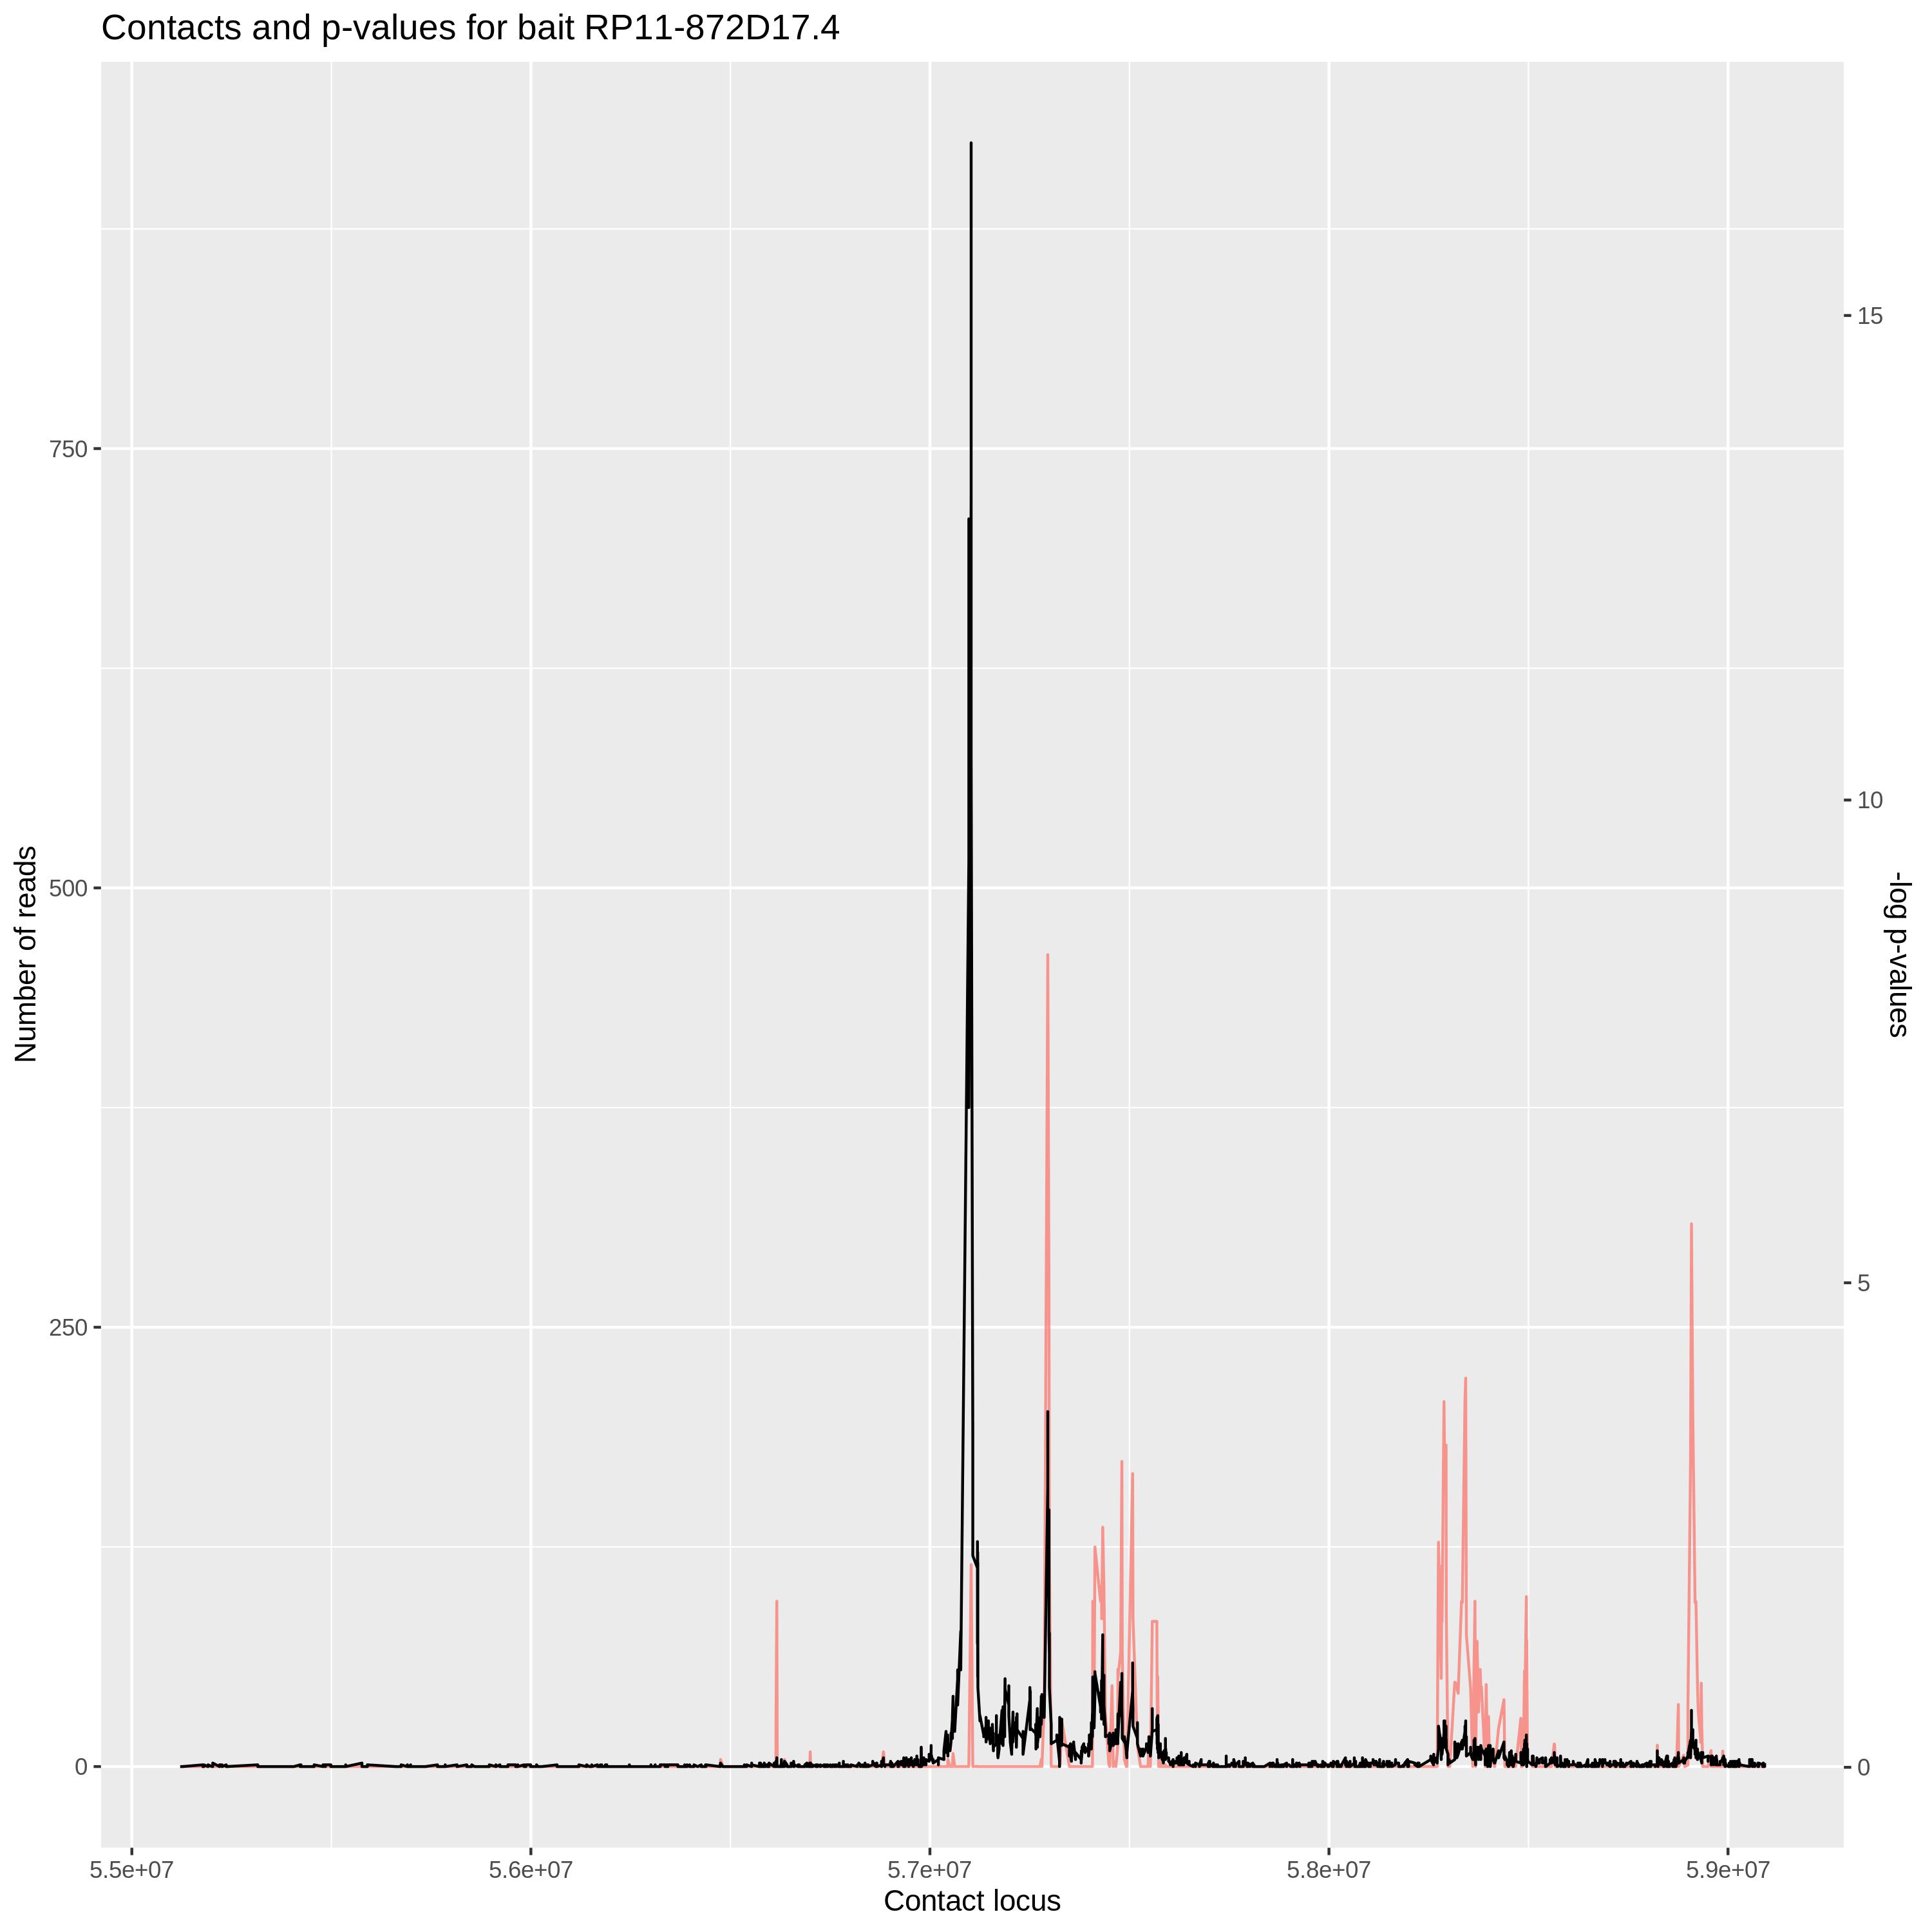 Contacts and p-values for bait RP11-872D17.4
750
500
250
0
Number of reads
15
10
5
0
-log p-values
5.5e+07
5.6e+07
5.7e+07
5.8e+07
5.9e+07
Contact locus